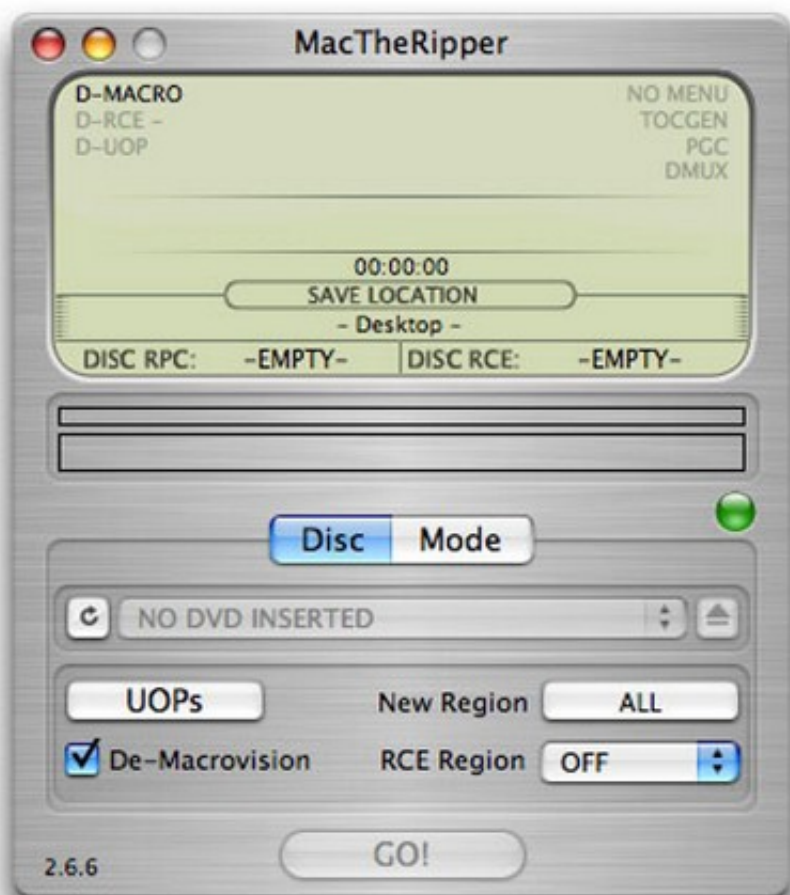 MacTheRipper
D-MACRO NO MENU
D-RCE - TOCGEN
D-UOP PGC
DMUX
00:00:00
SAVE LOCATION
- Desktop -
DISC RPC: -EMPTY- DISC RCE: -EMPTY-
Disc Mode
NO DVD INSERTED
UOPs New Region ALL
De-Macrovision RCE Region OFF
2.6.6 GO!